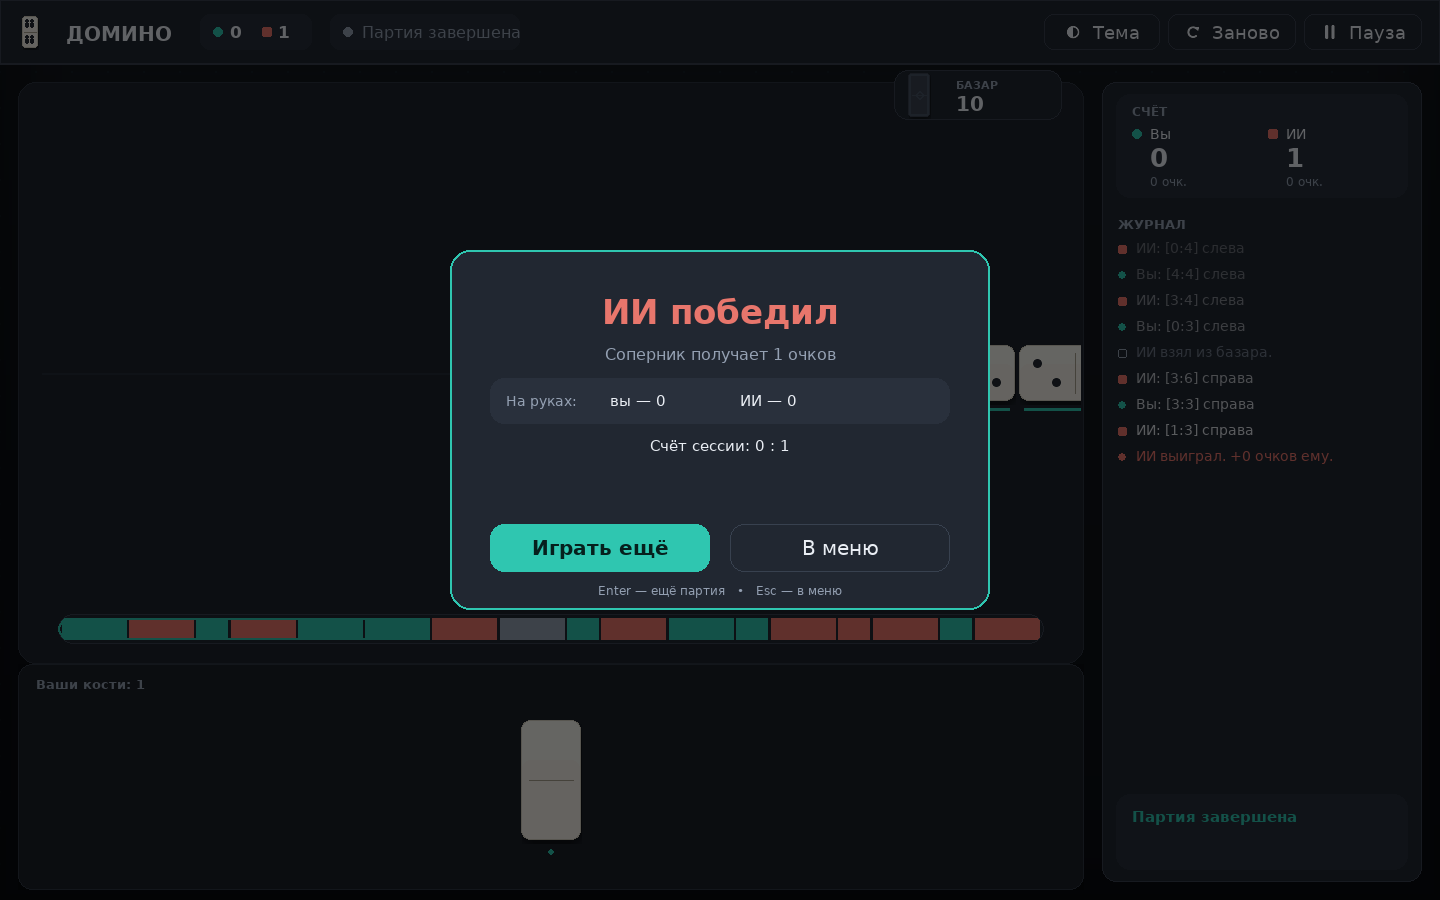 ДОМИНО
0
1
Партия завершена
Тема
Заново
Пауза
БАЗАР
10
СЧЁТ
Вы
ИИ
0
1
0 очк.
0 очк.
ЖУРНАЛ
ИИ: [0:4] слева
Вы: [4:4] слева
ИИ: [3:4] слева
Вы: [0:3] слева
ИИ взял из базара.
ИИ: [3:6] справа
Вы: [3:3] справа
ИИ: [1:3] справа
ИИ выиграл. +0 очков ему.
ИИ победил
Соперник получает 1 очков
На руках: вы — 0 ИИ — 0
Счёт сессии: 0 : 1
Играть ещё
В меню
Enter — ещё партия • Esc — в меню
Ваши кости: 1
Партия завершена